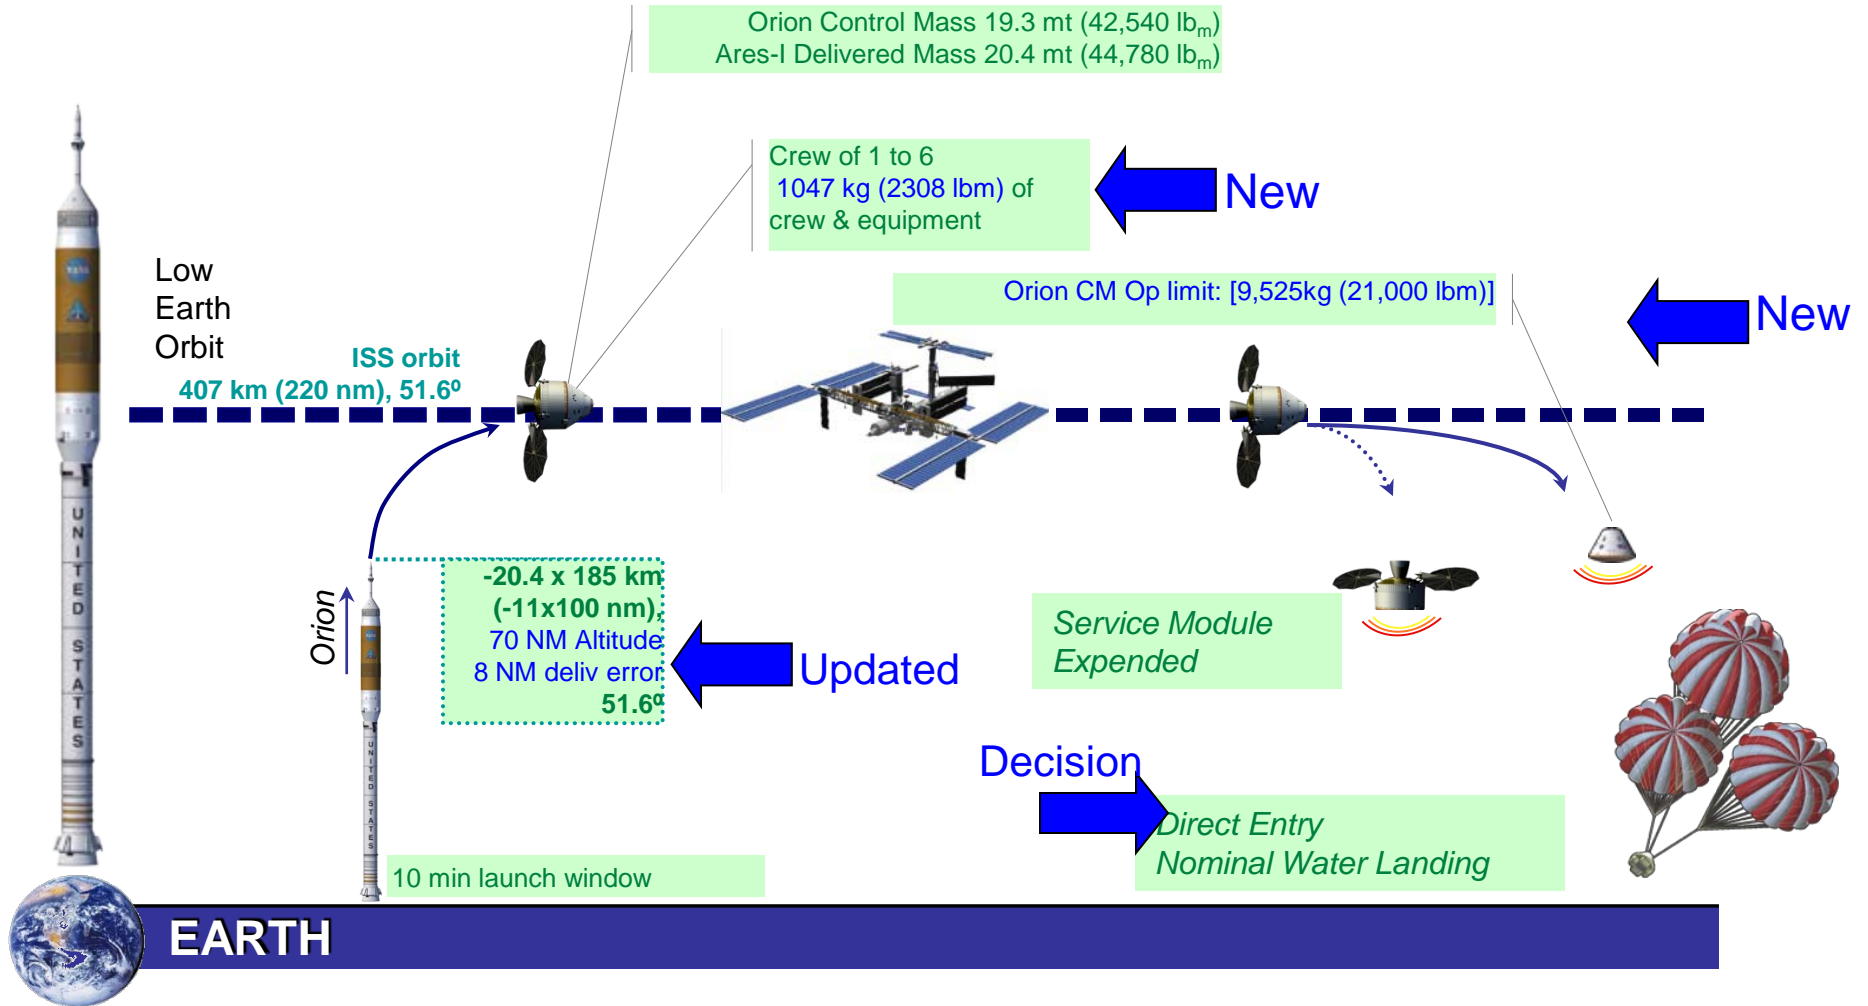 Orion Control Mass 19.3 mt (42,540 lbm)
Ares-I Delivered Mass 20.4 mt (44,780 lbm)
Crew of 1 to 6
1047 kg (2308 lbm) of
crew & equipment
New
Low
Earth
Orbit
Orion CM Op limit: [9,525kg (21,000 lbm)]
New
ISS orbit
407 km (220 nm), 51.6º
UNITED STATES
Orion
-20.4 x 185 km
(-11x100 nm),
70 NM Altitude
8 NM deliv error
51.6º
Updated
Service Module
Expended
UNITED STATES
Decision
Direct Entry
Nominal Water Landing
10 min launch window
EARTH